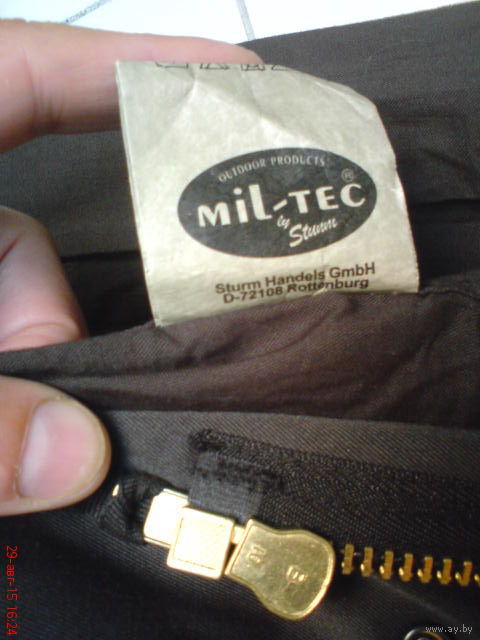 OUTDOOR PRODUCTS
MiL-TEC®
by Sturm
Sturm Handels GmbH
D-72108 Rottenburg
29-авг-15 16:24
www.ay.by